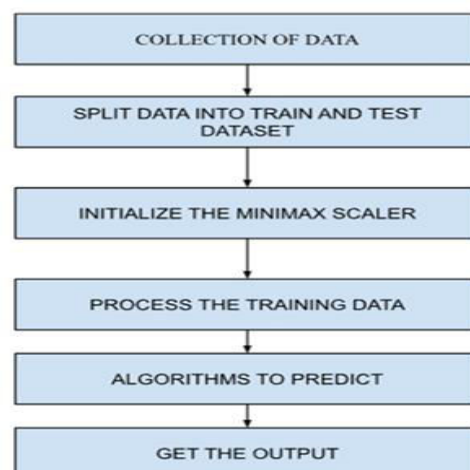 COLLECTION OF DATA
SPLIT DATA INTO TRAIN AND TEST
DATASET
INITIALIZE THE MINIMAX SCALER
PROCESS THE TRAINING DATA
ALGORITHMS TO PREDICT
GET THE OUTPUT